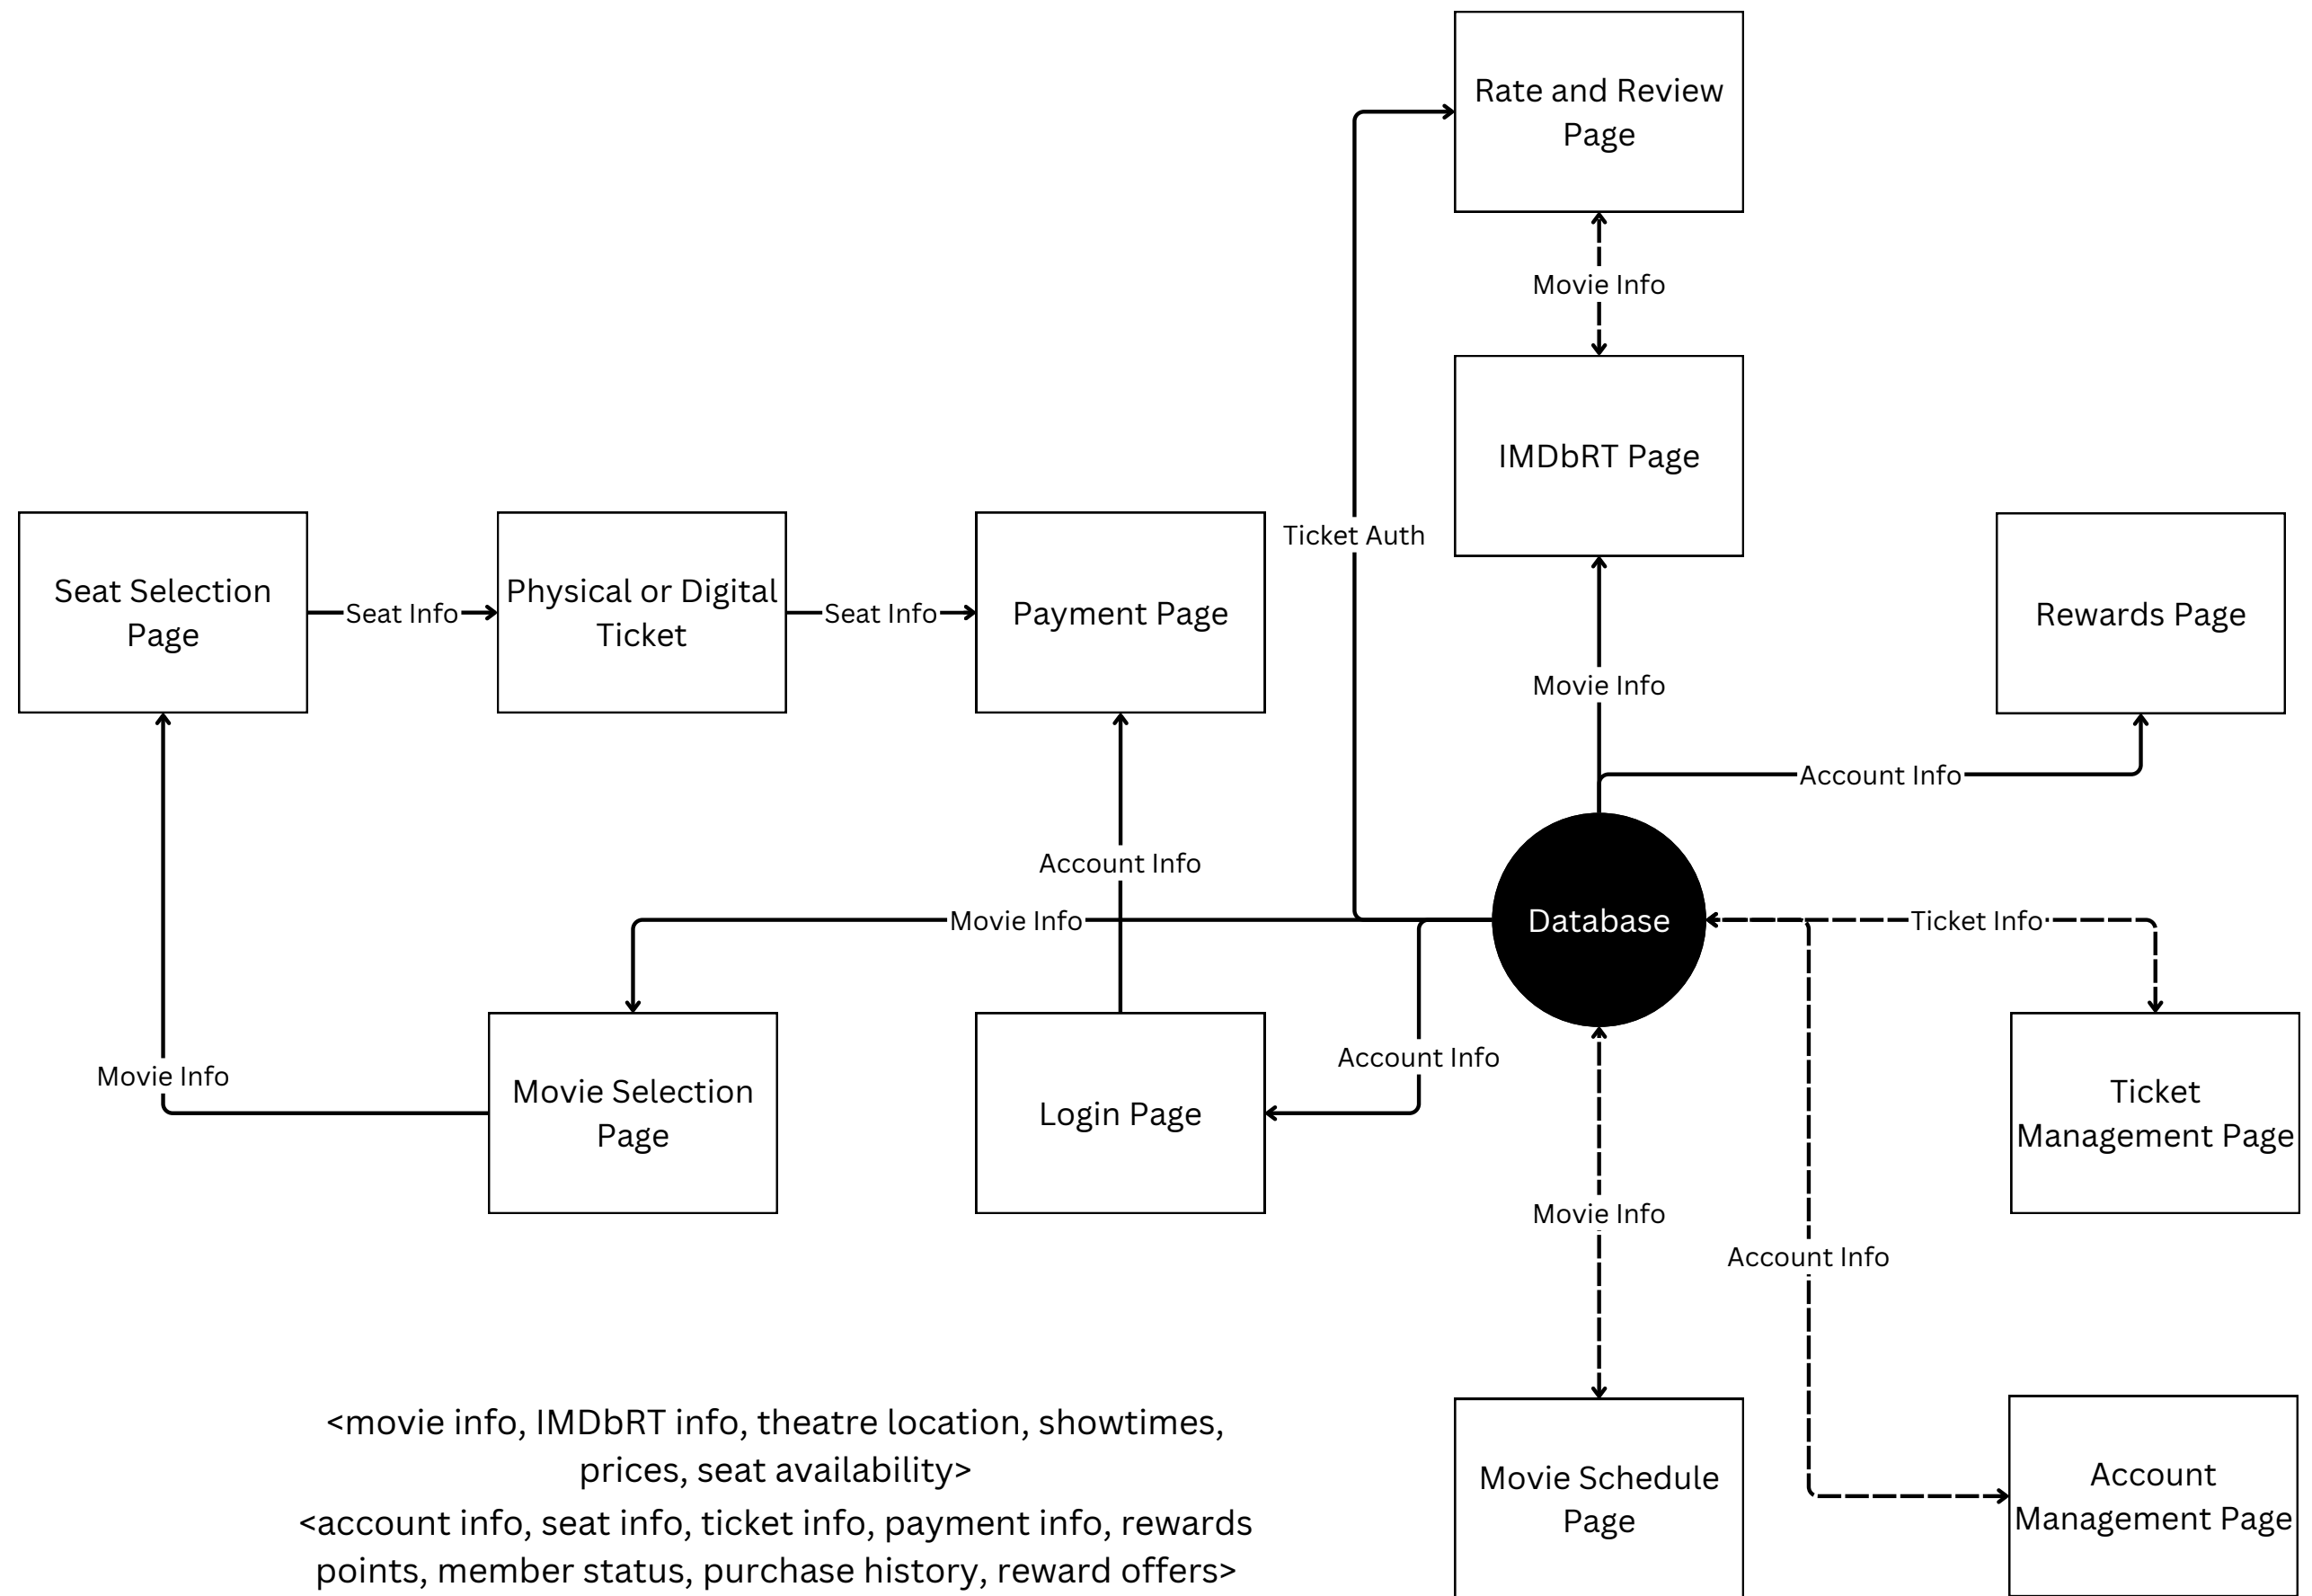 Rate and Review
Page
Movie Info
IMDbRT Page
Ticket Auth
Seat Selection
Page
Seat Info
Physical or Digital
Ticket
Seat Info
Payment Page
Rewards Page
Movie Info
Account Info
Account Info
Movie Info
Database
Ticket Info
Account Info
Movie Info
Movie Selection
Page
Login Page
Ticket
Management Page
Movie Info
Account Info
<movie info, IMDbRT info, theatre location, showtimes,
prices, seat availability>
<account info, seat info, ticket info, payment info, rewards
points, member status, purchase history, reward offers>
Movie Schedule
Page
Account
Management Page